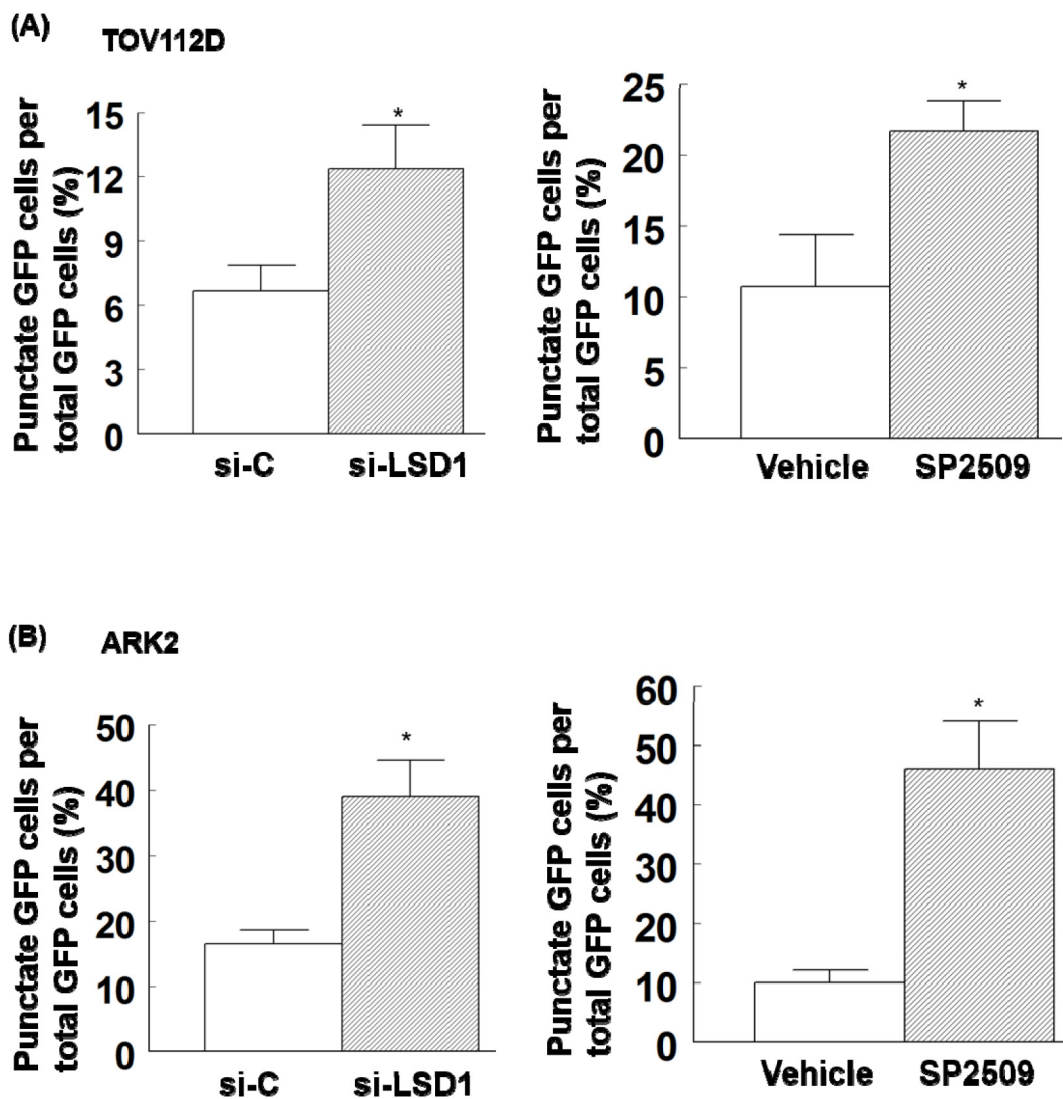 (A) TOV112D
Punctate GFP cells per
total GFP cells (%)
15
12
9
6
3
0
*
si-C si-LSD1
Punctate GFP cells per
total GFP cells (%)
25
20
15
10
5
0
*
Vehicle SP2509
(B) ARK2
Punctate GFP cells per
total GFP cells (%)
50
40
30
20
10
0
*
si-C si-LSD1
Punctate GFP cells per
total GFP cells (%)
60
50
40
30
20
10
0
*
Vehicle SP2509